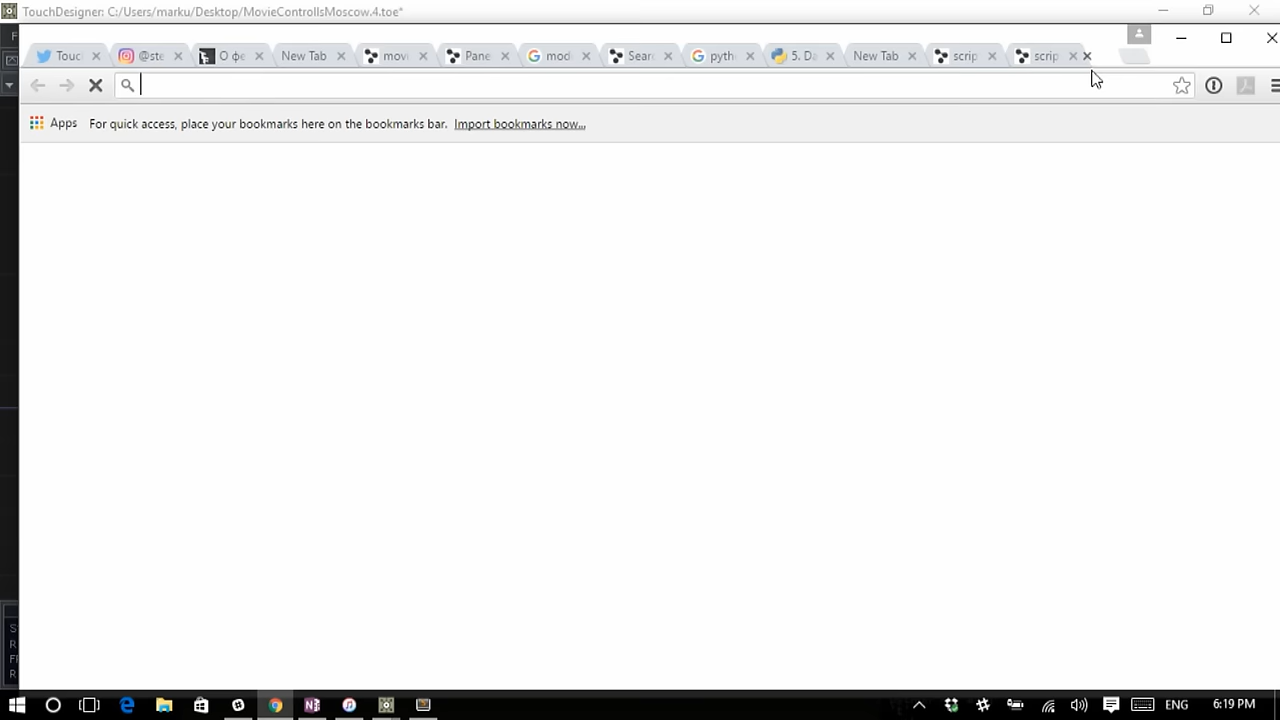 TouchDesigner: C:/Users/marku/Desktop/MovieControllsMoscow.4.toe*
F
Touc @ste О фе New Tab movi Pane mod Sear pyth 5. Da New Tab scrip scrip
Apps For quick access, place your bookmarks here on the bookmarks bar. Import bookmarks now...
S
R
FF
R
ENG 6:19 PM